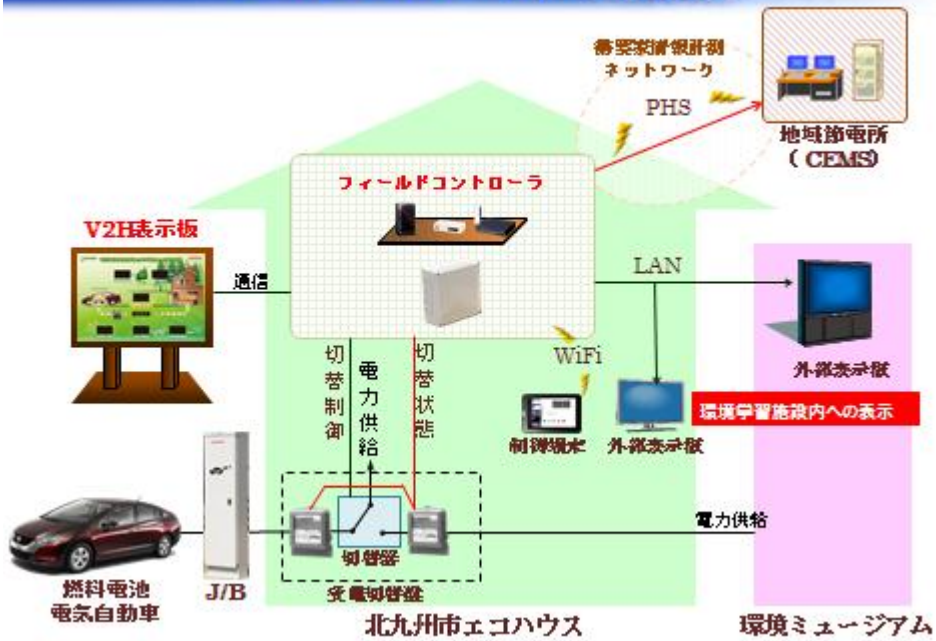 需要家情報計測
ネットワーク
PHS
地域節電所
(CEMS)
フィールドコントローラ
V2H表示板
通信
LAN
WiFi
外部表示板
切替制御
電力供給
切替状態
制御端末
外部表示板
環境学習施設内への表示
電力供給
切替器
受電切替盤
J/B
燃料電池
電気自動車
北九州市エコハウス
環境ミュージアム